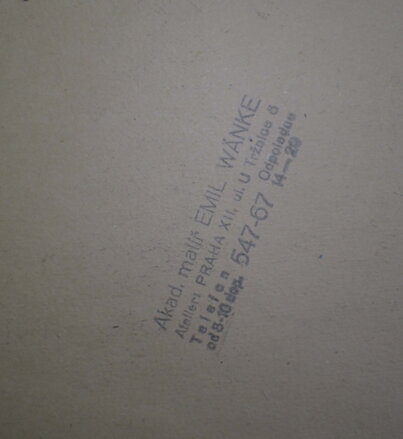 Akad. malíř EMIL WÄNKE
Atelier: PRAHA XII, ul. U Tržnice 8
Telefon 547-67 Odpoledne
od 8-10 dop. 14—20